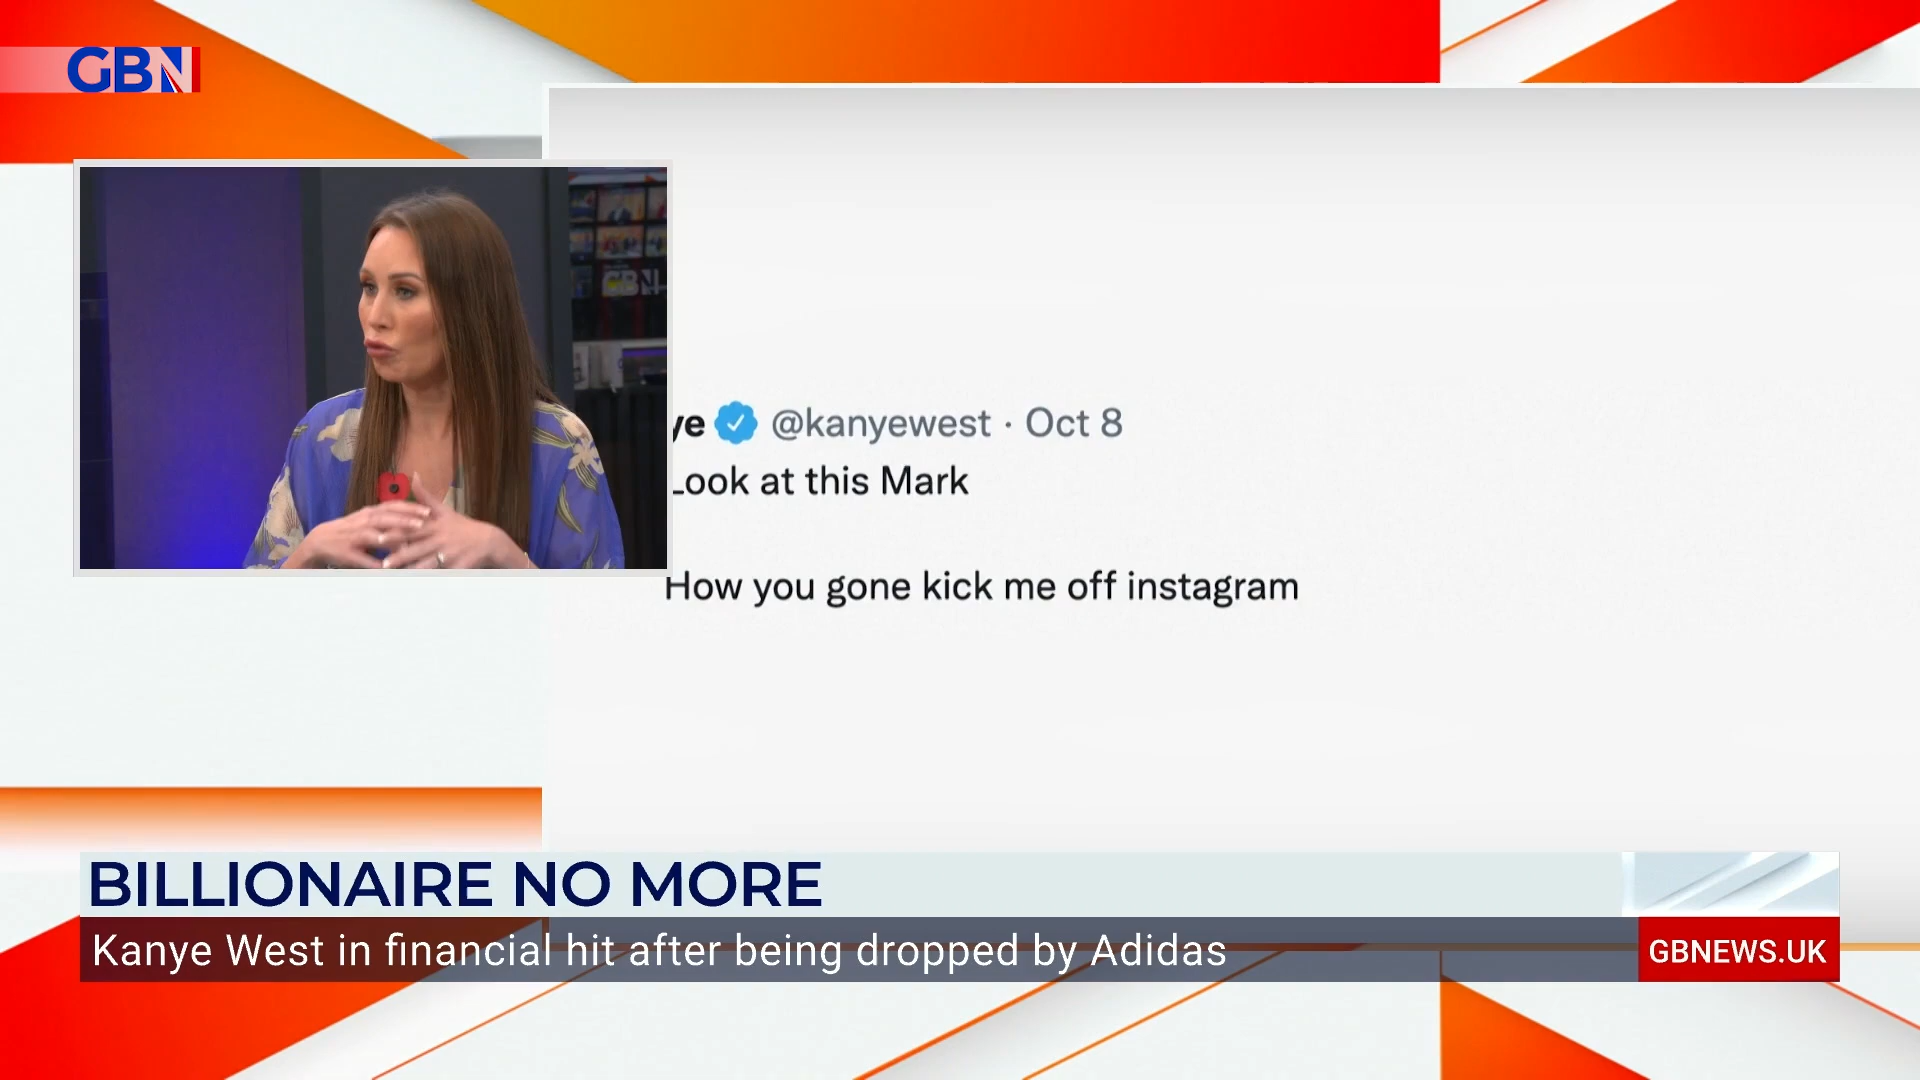 GBN
GBN
ye @kanyewest · Oct 8
Look at this Mark
How you gone kick me off instagram
BILLIONAIRE NO MORE
Kanye West in financial hit after being dropped by Adidas
GBNEWS.UK